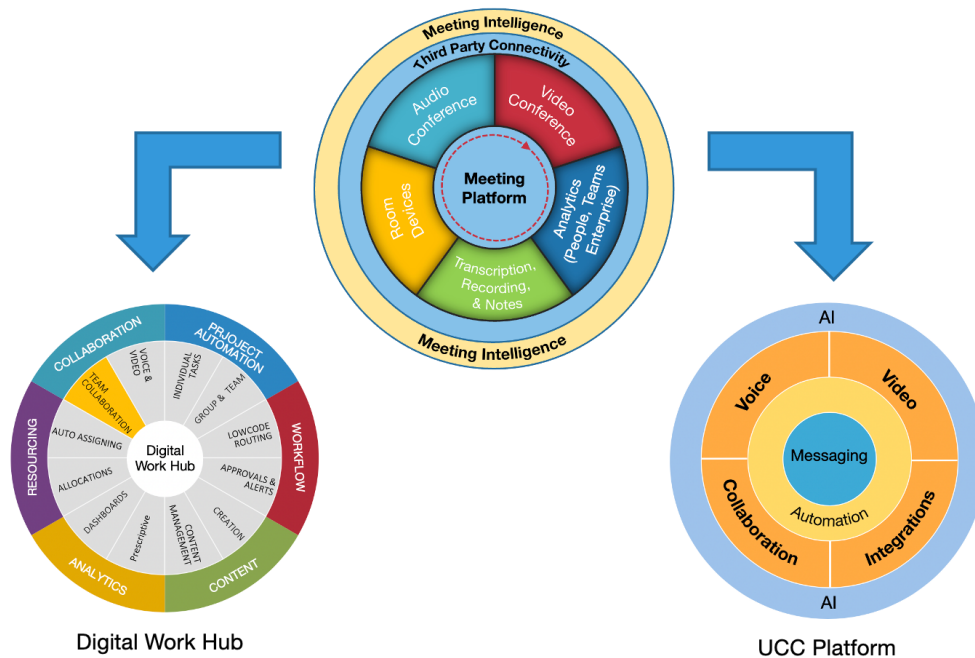 Meeting Intelligence
Third Party Connectivity
Audio
Conference
Video
Conference
Room
Devices
Meeting
Platform
Analytics
(People, Teams
Enterprise)
Transcription,
Recording,
& Notes
Meeting Intelligence
COLLABORATION
PRJOJECT
AUTOMATION
TEAM
COLLABORATION
VOICE &
VIDEO
INDIVIDUAL
TASKS
GROUP & TEAM
RESOURCING
AUTO ASSIGNING
ALLOCATIONS
Digital
Work Hub
LOWCODE
ROUTING
APPROVALS &
ALERTS
WORKFLOW
DASHBOARDS
Prescriptive
CONTENT
MANAGEMENT
CREATION
ANALYTICS
CONTENT
Digital Work Hub
AI
Voice
Video
Messaging
Automation
Collaboration
Integrations
AI
UCC Platform